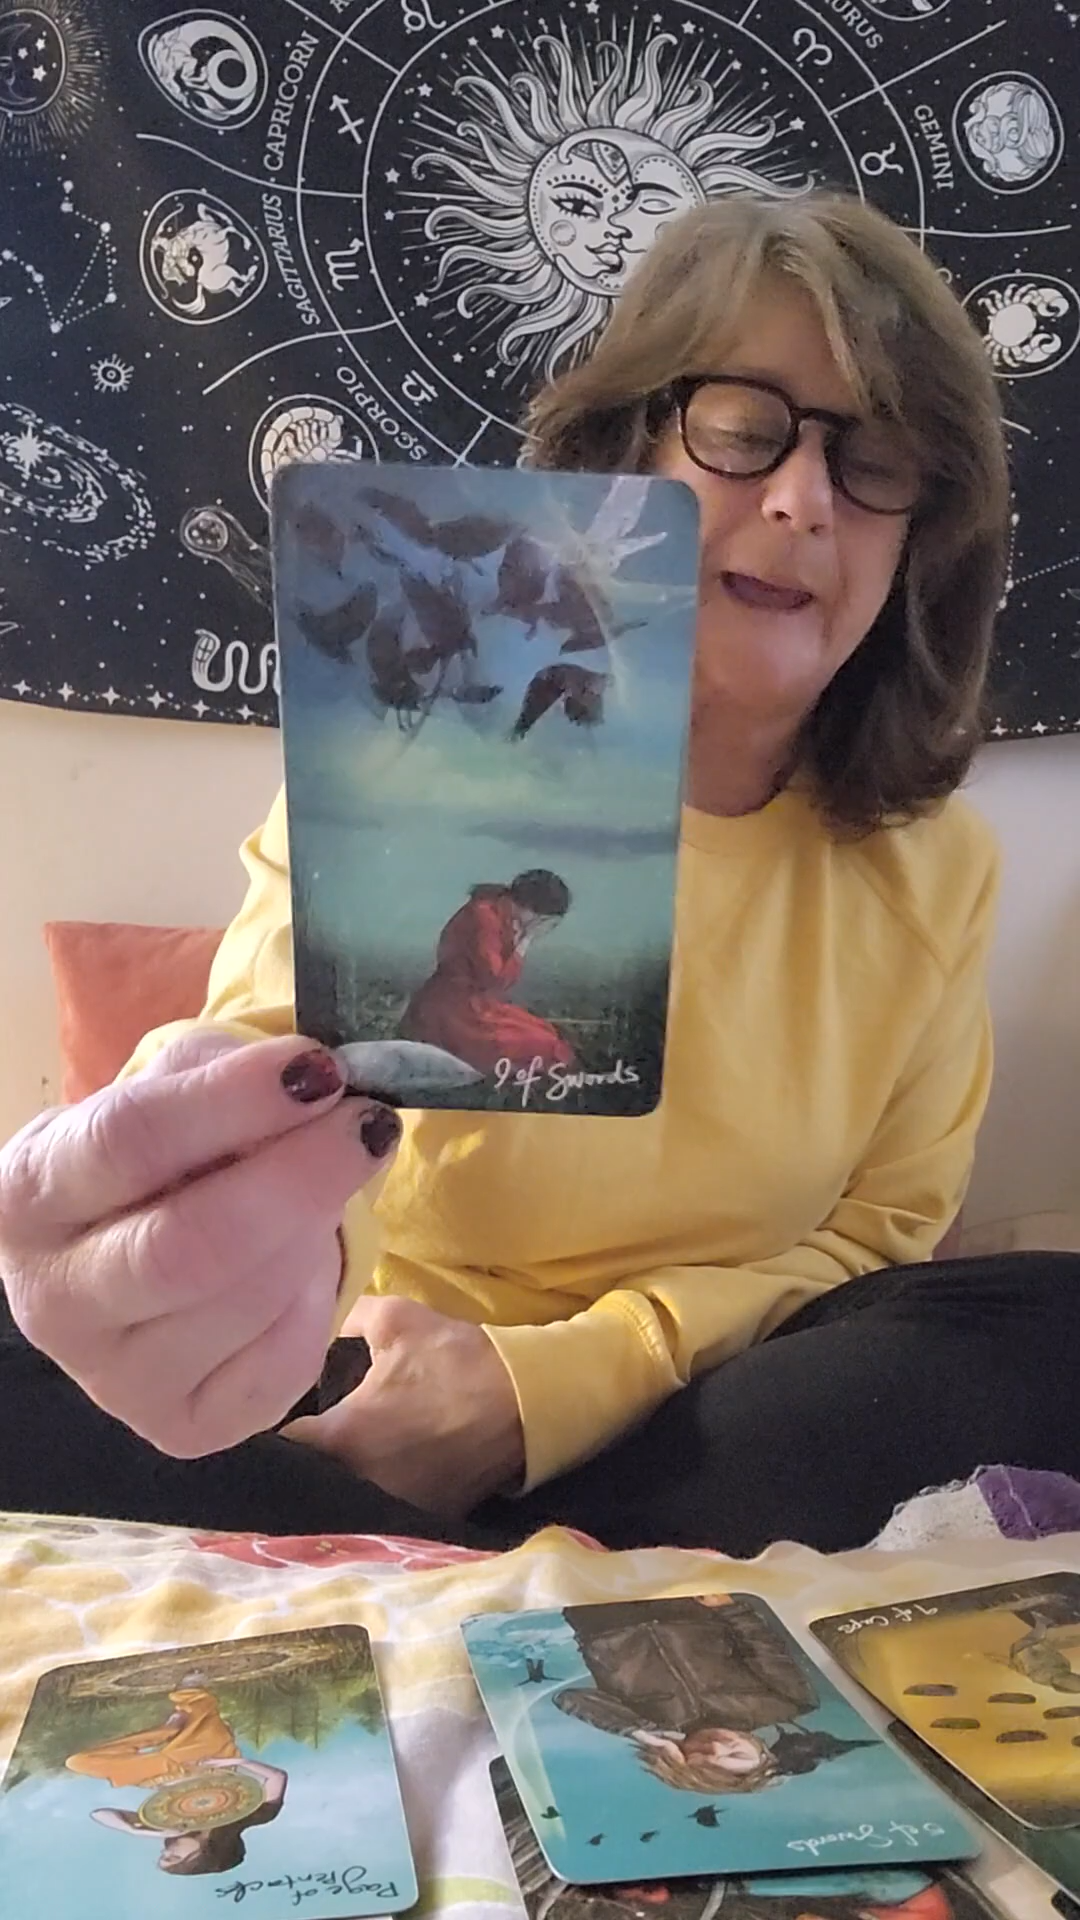 CAPRICORN
SAGITTARIUS
SCORPIO
GEMINI
9 of Swords
Page of
Pentacles
5 of Swords
9 of Cups